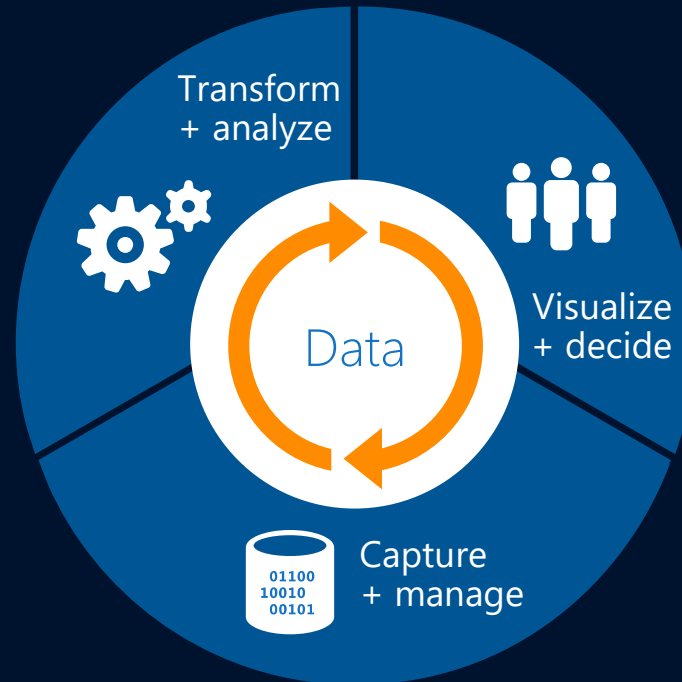 Transform
+ analyze
Visualize
+ decide
Data
Capture
+ manage
01100
10010
00101